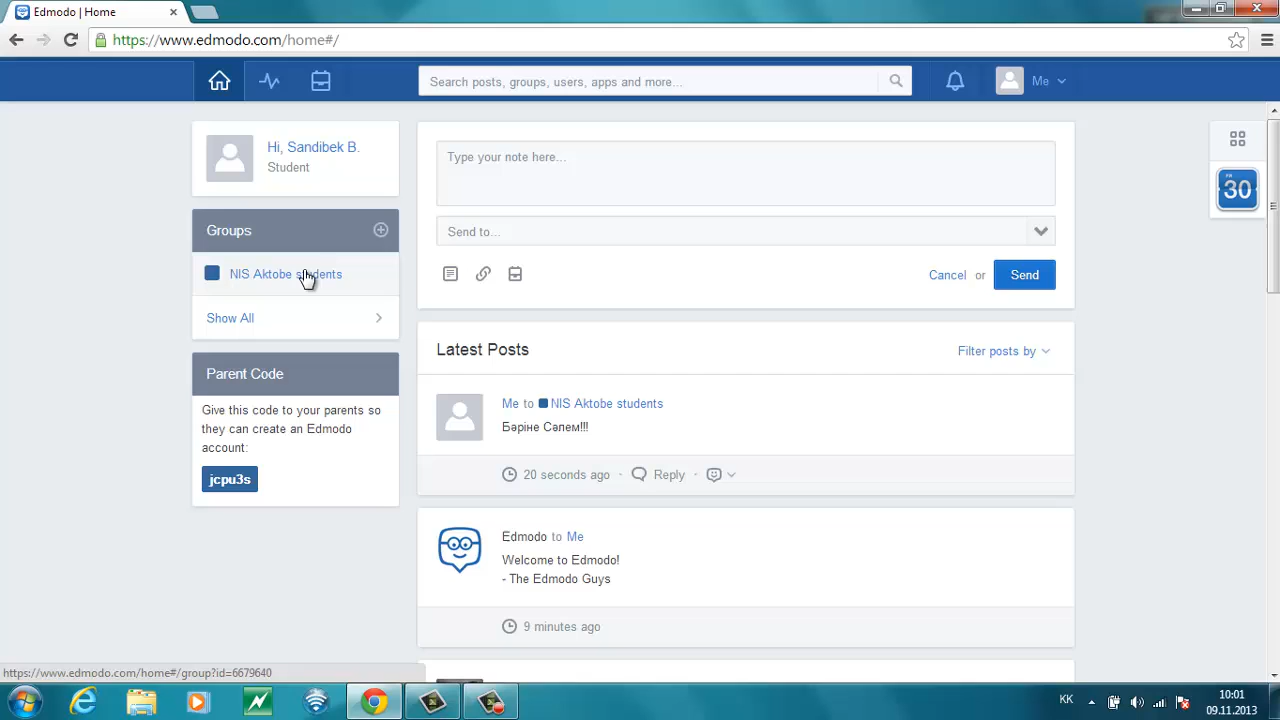 Edmodo | Home
https://www.edmodo.com/home#/
Search posts, groups, users, apps and more...
Me
Hi, Sandibek B.
Student
Groups
NIS Aktobe students
Show All
Parent Code
Give this code to your parents so
they can create an Edmodo
account:
jcpu3s
Type your note here...
Send to...
Cancel or Send
Latest Posts
Filter posts by
Me to NIS Aktobe students
Бәріне Сәлем!!!
20 seconds ago · Reply ·
Edmodo to Me
Welcome to Edmodo!
- The Edmodo Guys
9 minutes ago
30
https://www.edmodo.com/home#/group?id=6679640
KK
10:01
09.11.2013